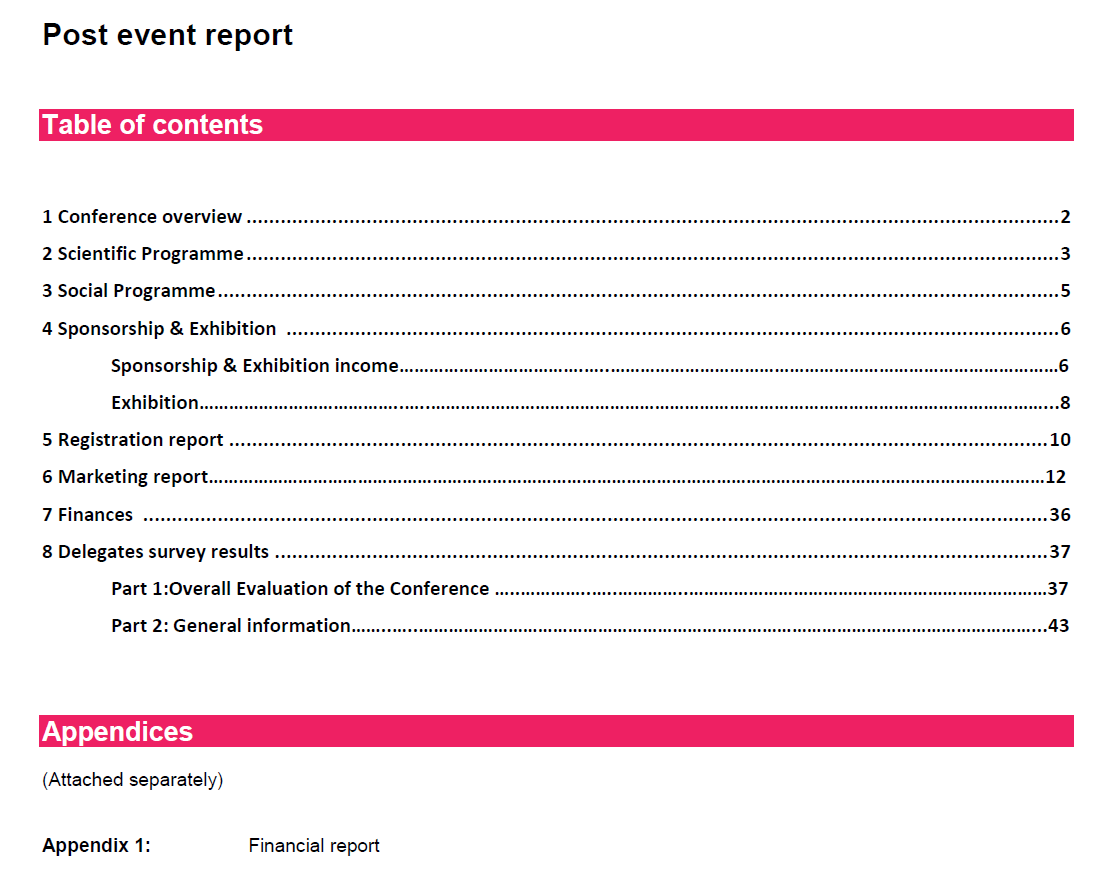 Post event report
Table of contents
1 Conference overview ........................................................ 2
2 Scientific Programme ........................................................ 3
3 Social Programme ........................................................ 5
4 Sponsorship & Exhibition ........................................................ 6
Sponsorship & Exhibition income........................................................6
Exhibition........................................................8
5 Registration report ........................................................ 10
6 Marketing report........................................................12
7 Finances ........................................................ 36
8 Delegates survey results ........................................................ 37
Part 1:Overall Evaluation of the Conference ........................................................37
Part 2: General information........................................................43
Appendices
(Attached separately)
Appendix 1: Financial report